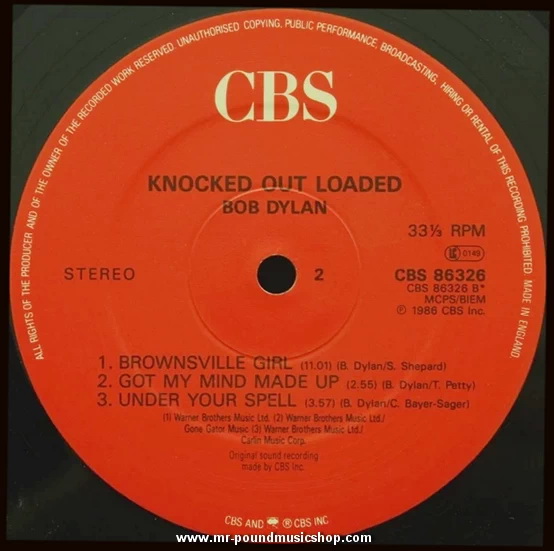 ALL RIGHTS OF THE PRODUCER AND OF THE OWNER OF THE RECORDED WORK RESERVED. UNAUTHORISED COPYING, PUBLIC PERFORMANCE, BROADCASTING, HIRING OR RENTAL OF THIS RECORDING PROHIBITED. MADE IN ENGLAND.
CBS
KNOCKED OUT LOADED
BOB DYLAN
33⅓ RPM
LC 0149
STEREO
2
CBS 86326
CBS 86326 B*
MCPS/BIEM
℗ 1986 CBS Inc.
1. BROWNSVILLE GIRL (11.01) (B. Dylan/S. Shepard)
2. GOT MY MIND MADE UP (2.55) (B. Dylan/T. Petty)
3. UNDER YOUR SPELL (3.57) (B. Dylan/C. Bayer-Sager)
(1) Warner Brothers Music Ltd. (2) Warner Brothers Music Ltd./
Gone Gator Music (3) Warner Brothers Music Ltd./
Carlin Music Corp.
Original sound recording
made by CBS Inc.
CBS AND ® CBS INC
www.mr-poundmusicshop.com